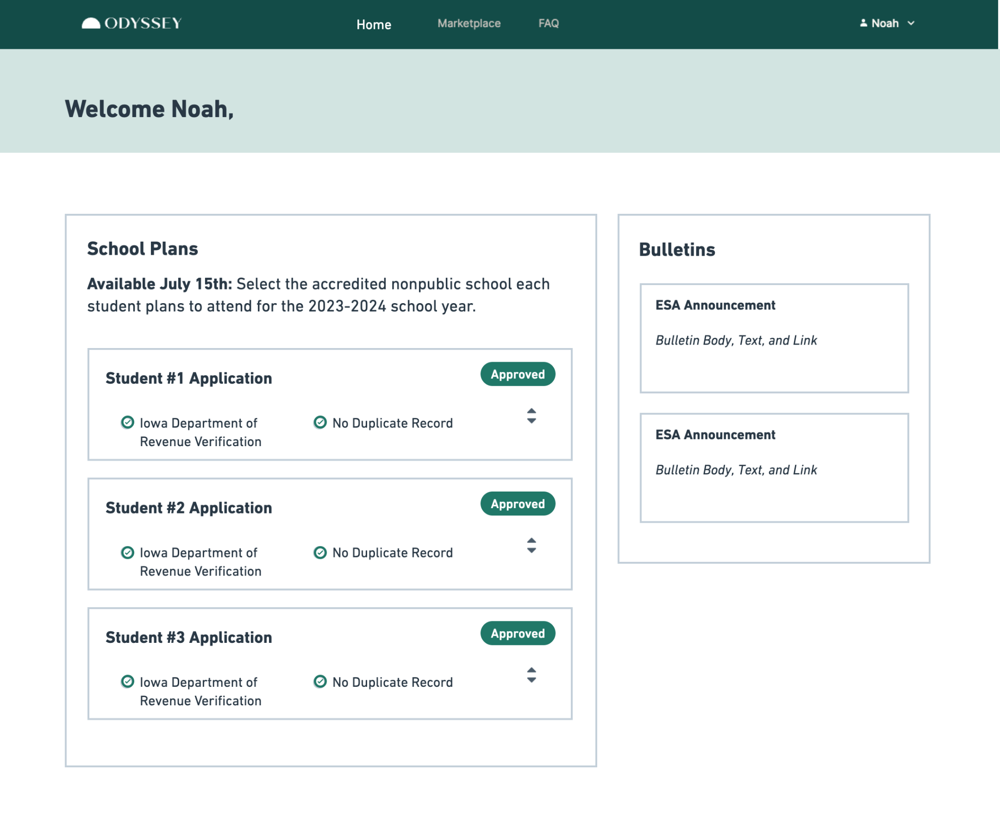 ODYSSEY
Home
Marketplace
FAQ
Noah
Welcome Noah,
School Plans
Available July 15th: Select the accredited nonpublic school each
student plans to attend for the 2023-2024 school year.
Student #1 Application
Approved
Iowa Department of
Revenue Verification
No Duplicate Record
Student #2 Application
Approved
Iowa Department of
Revenue Verification
No Duplicate Record
Student #3 Application
Approved
Iowa Department of
Revenue Verification
No Duplicate Record
Bulletins
ESA Announcement
Bulletin Body, Text, and Link
ESA Announcement
Bulletin Body, Text, and Link